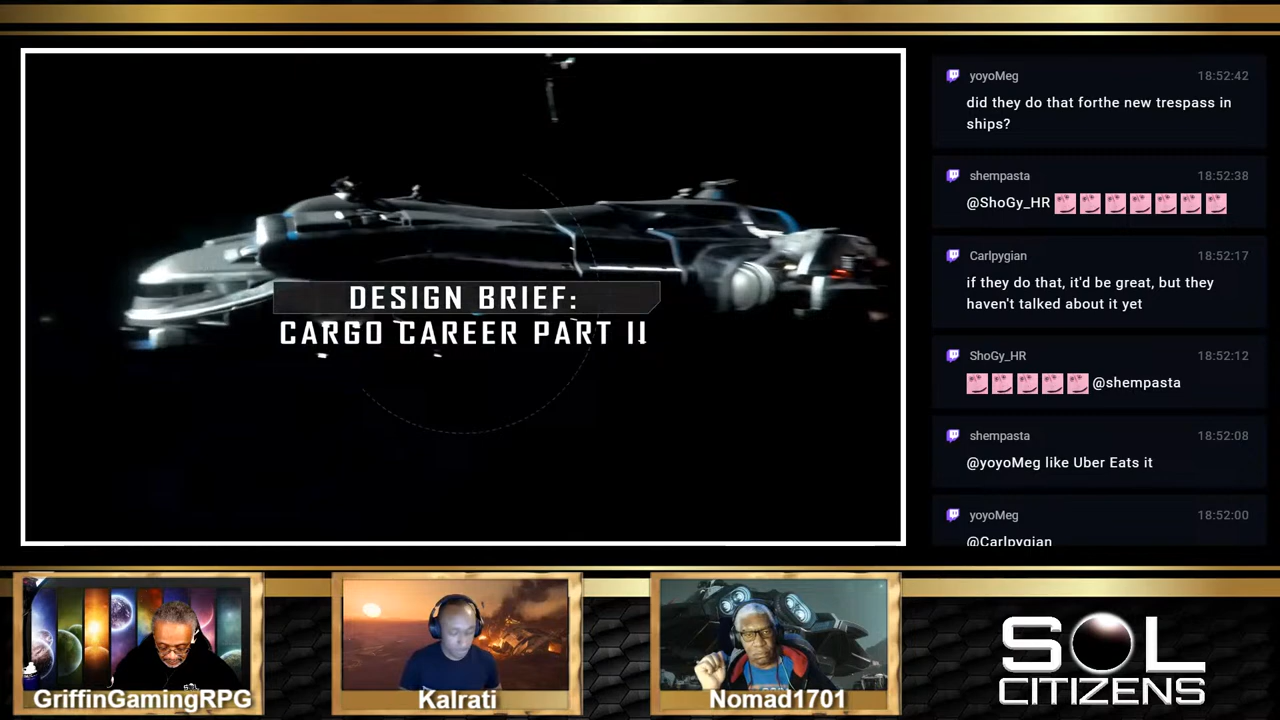 DESIGN BRIEF:
CARGO CAREER PART II
yoyoMeg 18:52:42
did they do that forthe new trespass in
ships?
shempasta 18:52:38
@ShoGy_HR
Carlpygian 18:52:17
if they do that, it'd be great, but they
haven't talked about it yet
ShoGy_HR 18:52:12
@shempasta
shempasta 18:52:08
@yoyoMeg like Uber Eats it
yoyoMeg 18:52:00
@Carlpygian
GriffinGamingRPG
Kalrati
Nomad1701
SOL
CITIZENS